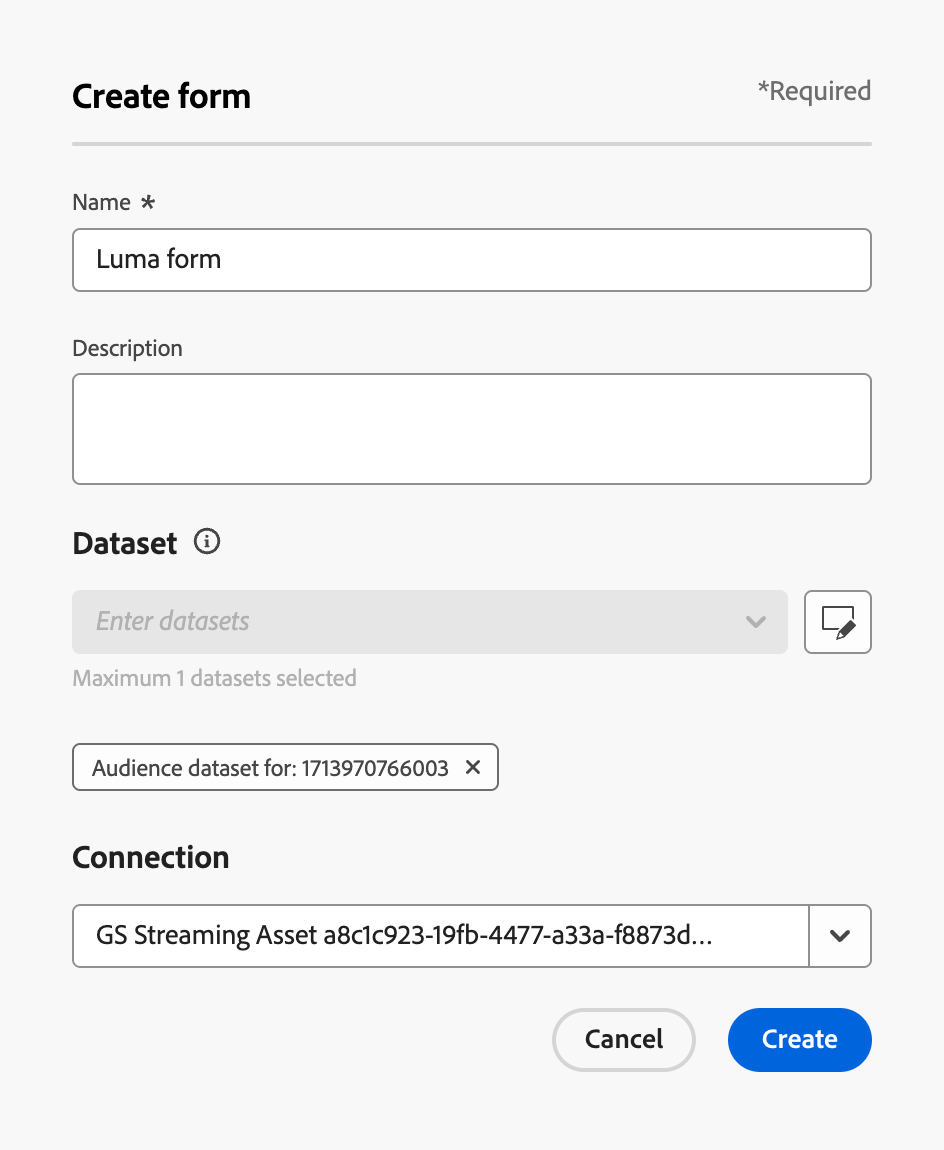 Create form
*Required
Name *
Luma form
Description
Dataset
Enter datasets
Maximum 1 datasets selected
Audience dataset for: 1713970766003
Connection
GS Streaming Asset a8c1c923-19fb-4477-a33a-f8873d...
Cancel
Create